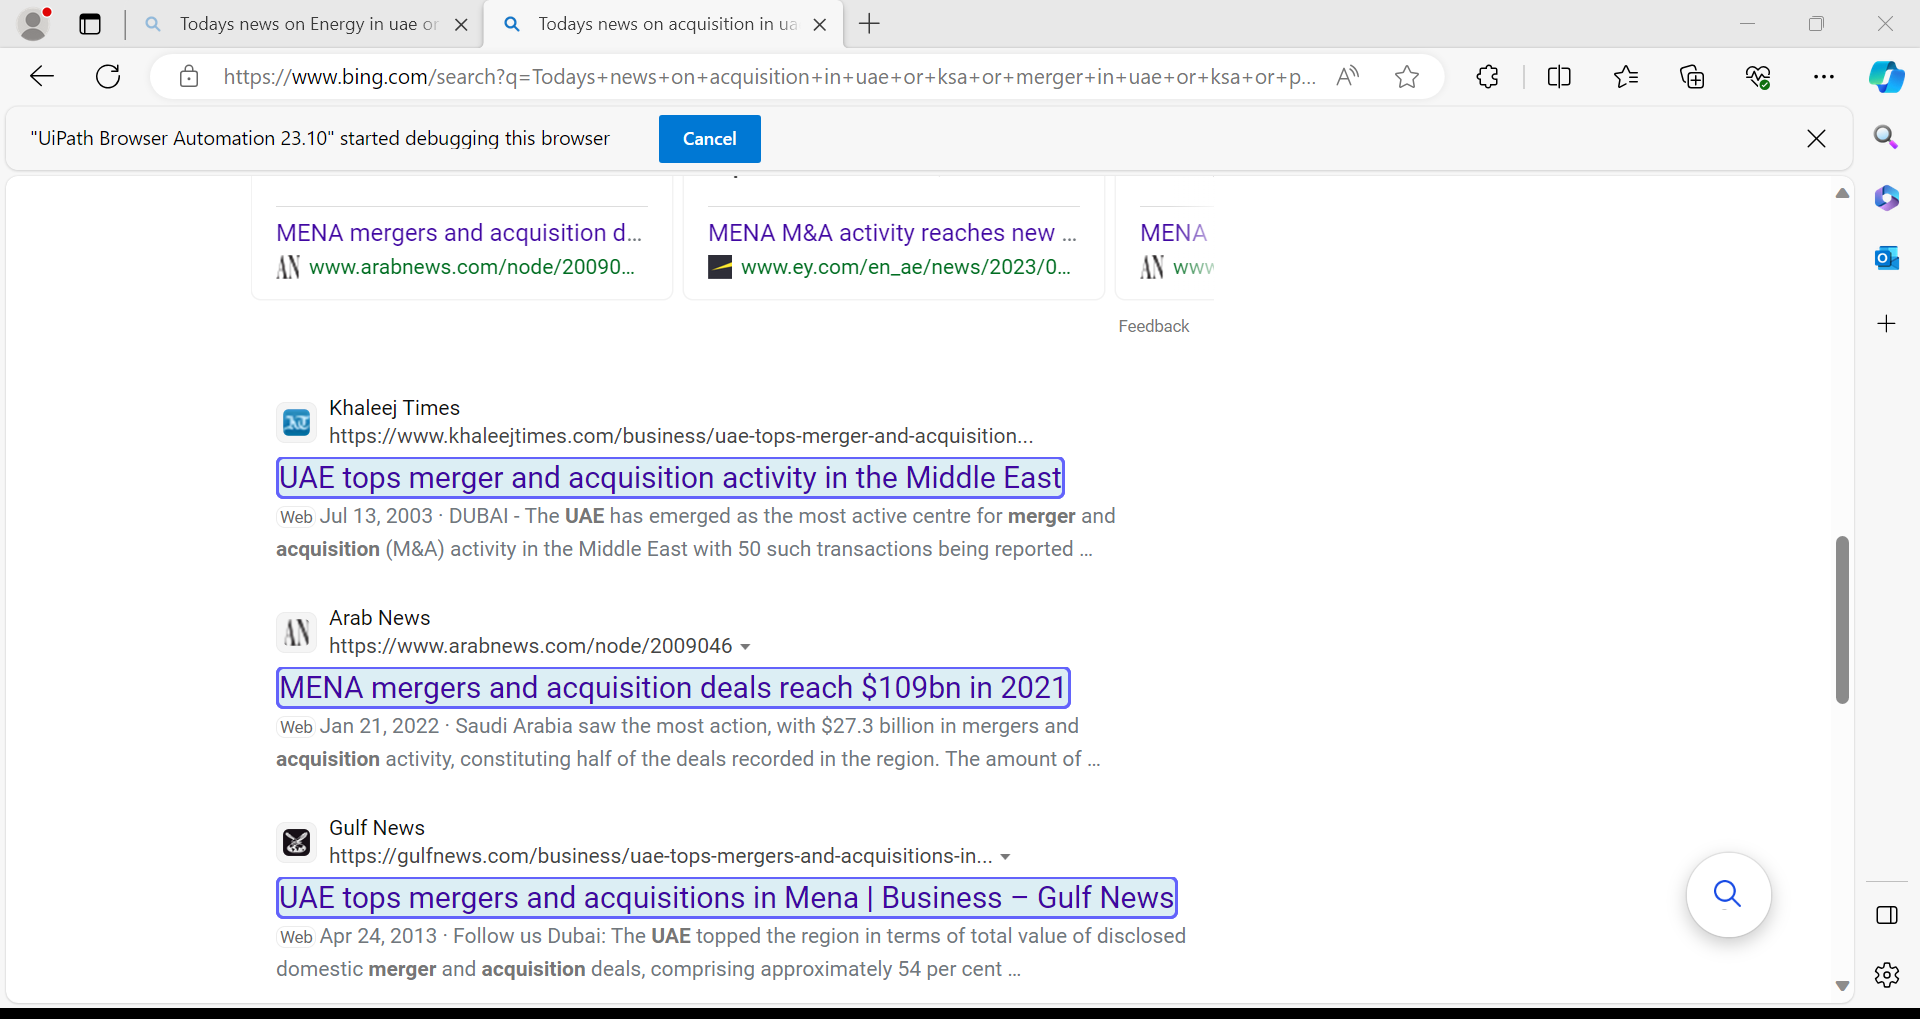 Todays news on Energy in uae or
Todays news on acquisition in ua
https://www.bing.com/search?q=Todays+news+on+acquisition+in+uae+or+ksa+or+merger+in+uae+or+ksa+or+p...
"UiPath Browser Automation 23.10" started debugging this browser
Cancel
MENA mergers and acquisition d...
AN www.arabnews.com/node/20090...
MENA M&A activity reaches new ...
www.ey.com/en_ae/news/2023/0...
MENA
AN www
Feedback
Khaleej Times
https://www.khaleejtimes.com/business/uae-tops-merger-and-acquisition...
UAE tops merger and acquisition activity in the Middle East
Web Jul 13, 2003 · DUBAI - The UAE has emerged as the most active centre for merger and
acquisition (M&A) activity in the Middle East with 50 such transactions being reported ...
Arab News
AN https://www.arabnews.com/node/2009046
MENA mergers and acquisition deals reach $109bn in 2021
Web Jan 21, 2022 · Saudi Arabia saw the most action, with $27.3 billion in mergers and
acquisition activity, constituting half of the deals recorded in the region. The amount of ...
Gulf News
https://gulfnews.com/business/uae-tops-mergers-and-acquisitions-in...
UAE tops mergers and acquisitions in Mena | Business – Gulf News
Web Apr 24, 2013 · Follow us Dubai: The UAE topped the region in terms of total value of disclosed
domestic merger and acquisition deals, comprising approximately 54 per cent ...